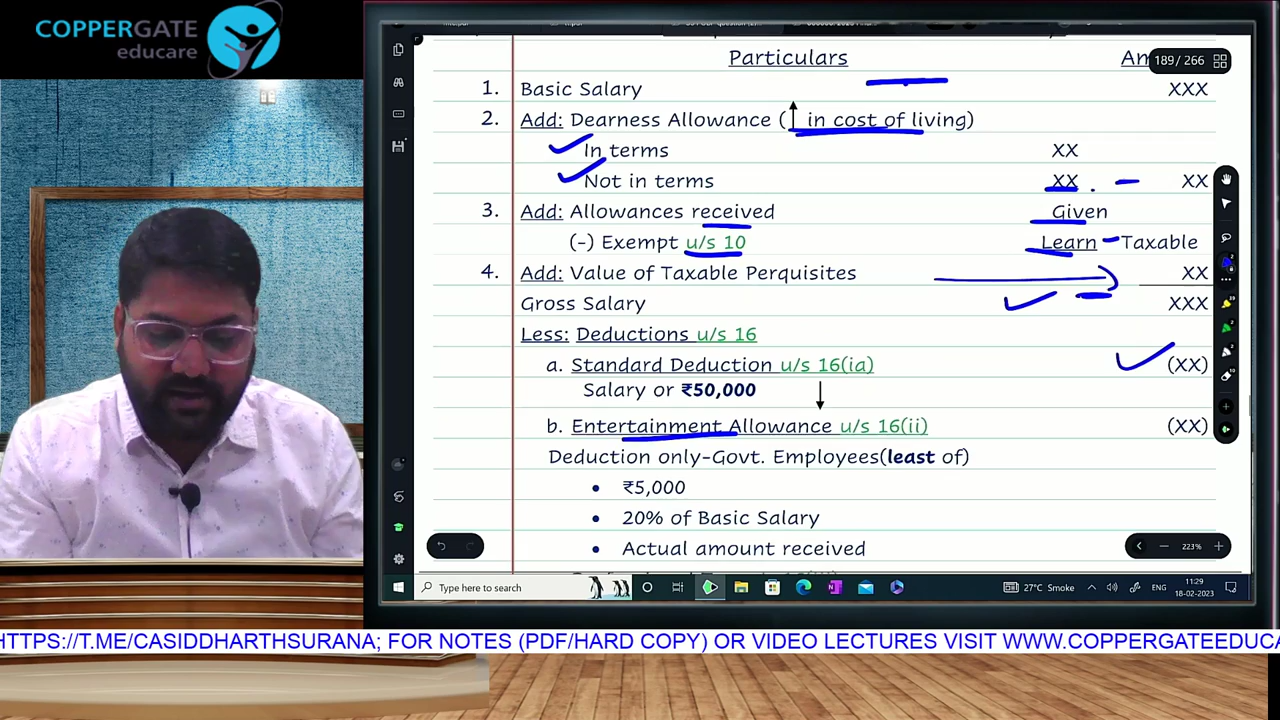 COPPERGATE
educare
Particulars
An
189 / 266
1. Basic Salary XXX
2. Add: Dearness Allowance (↑ in cost of living)
In terms XX
Not in terms XX XX
3. Add: Allowances received Given
(-) Exempt u/s 10 Learn Taxable
4. Add: Value of Taxable Perquisites XX
Gross Salary XXX
Less: Deductions u/s 16
a. Standard Deduction u/s 16(ia) (XX)
Salary or ₹50,000
b. Entertainment Allowance u/s 16(ii) (XX)
Deduction only-Govt. Employees(least of)
• ₹5,000
• 20% of Basic Salary
• Actual amount received
223%
Type here to search
27°C Smoke
ENG
11:29
18-02-2023
HTTPS://T.ME/CASIDDHARTHSURANA; FOR NOTES (PDF/HARD COPY) OR VIDEO LECTURES VISIT WWW.COPPERGATEEDUCA